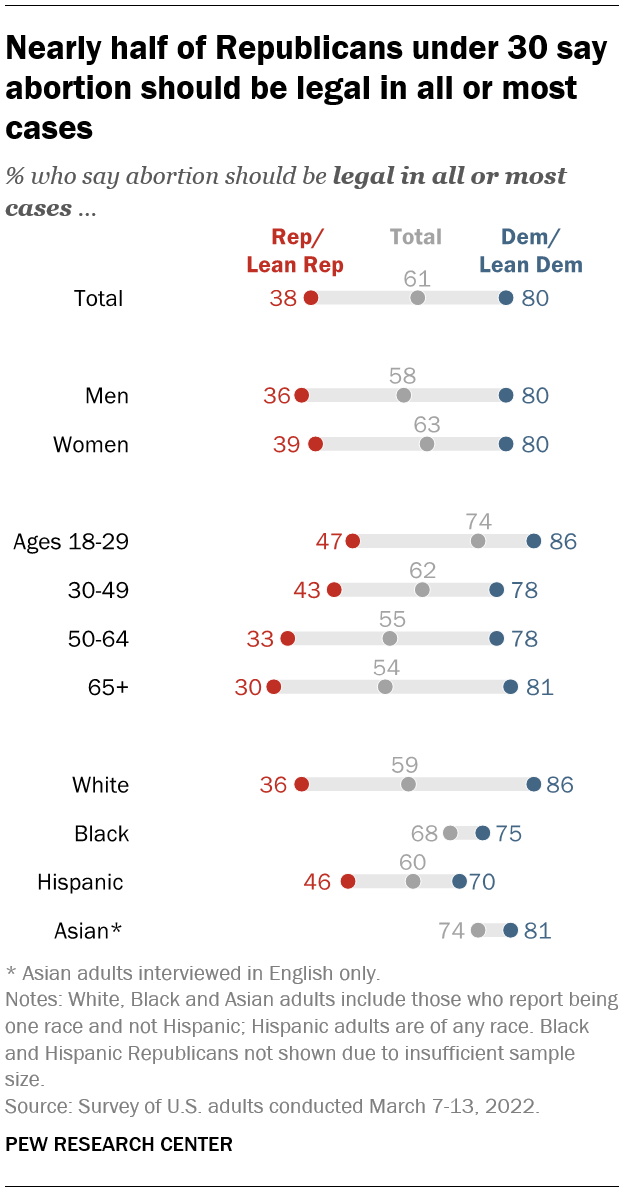 Nearly half of Republicans under 30 say
abortion should be legal in all or most
cases
% who say abortion should be legal in all or most
cases ...
Rep/ Total Dem/
Lean Rep Lean Dem
Total 38 61 80
Men 36 58 80
Women 39 63 80
Ages 18-29 47 74 86
30-49 43 62 78
50-64 33 55 78
65+ 30 54 81
White 36 59 86
Black 68 75
Hispanic 46 60 70
Asian* 74 81
* Asian adults interviewed in English only.
Notes: White, Black and Asian adults include those who report being
one race and not Hispanic; Hispanic adults are of any race. Black
and Hispanic Republicans not shown due to insufficient sample
size.
Source: Survey of U.S. adults conducted March 7-13, 2022.
PEW RESEARCH CENTER